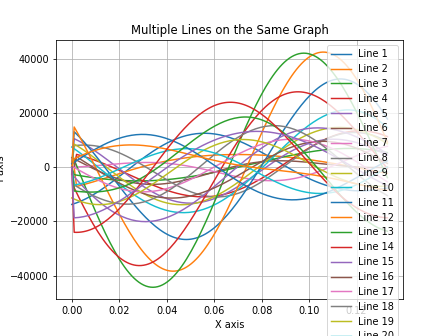 Multiple Lines on the Same Graph
40000
20000
0
−20000
−40000
0.00
0.02
0.04
0.06
0.08
0.10
X axis
Line 1
Line 2
Line 3
Line 4
Line 5
Line 6
Line 7
Line 8
Line 9
Line 10
Line 11
Line 12
Line 13
Line 14
Line 15
Line 16
Line 17
Line 18
Line 19
Line 20